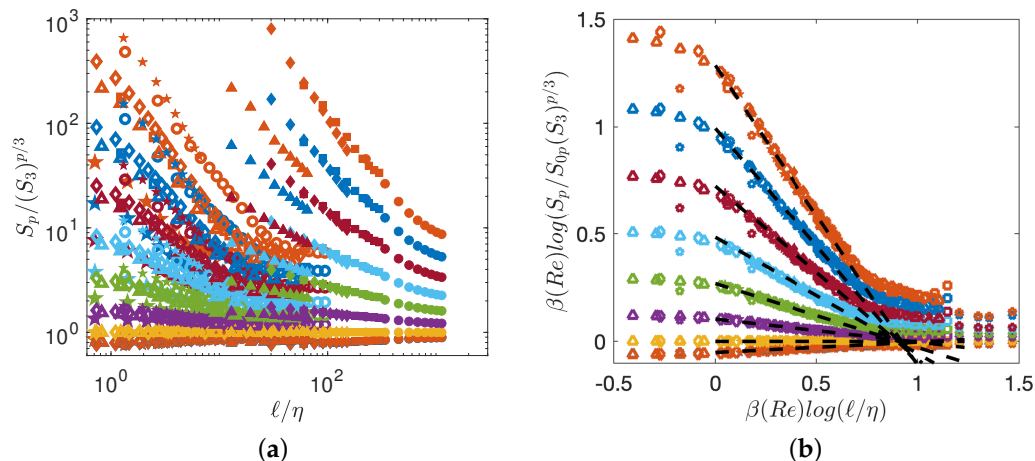 S_p/(S_3)^{p/3}
10^3
10^2
10^1
10^0
10^0
10^2
ℓ/η
(a)
β(Re)log(S_p/S_{0p}(S_3)^{p/3})
1.5
1
0.5
0
-0.5
0
0.5
1
1.5
β(Re)log(ℓ/η)
(b)